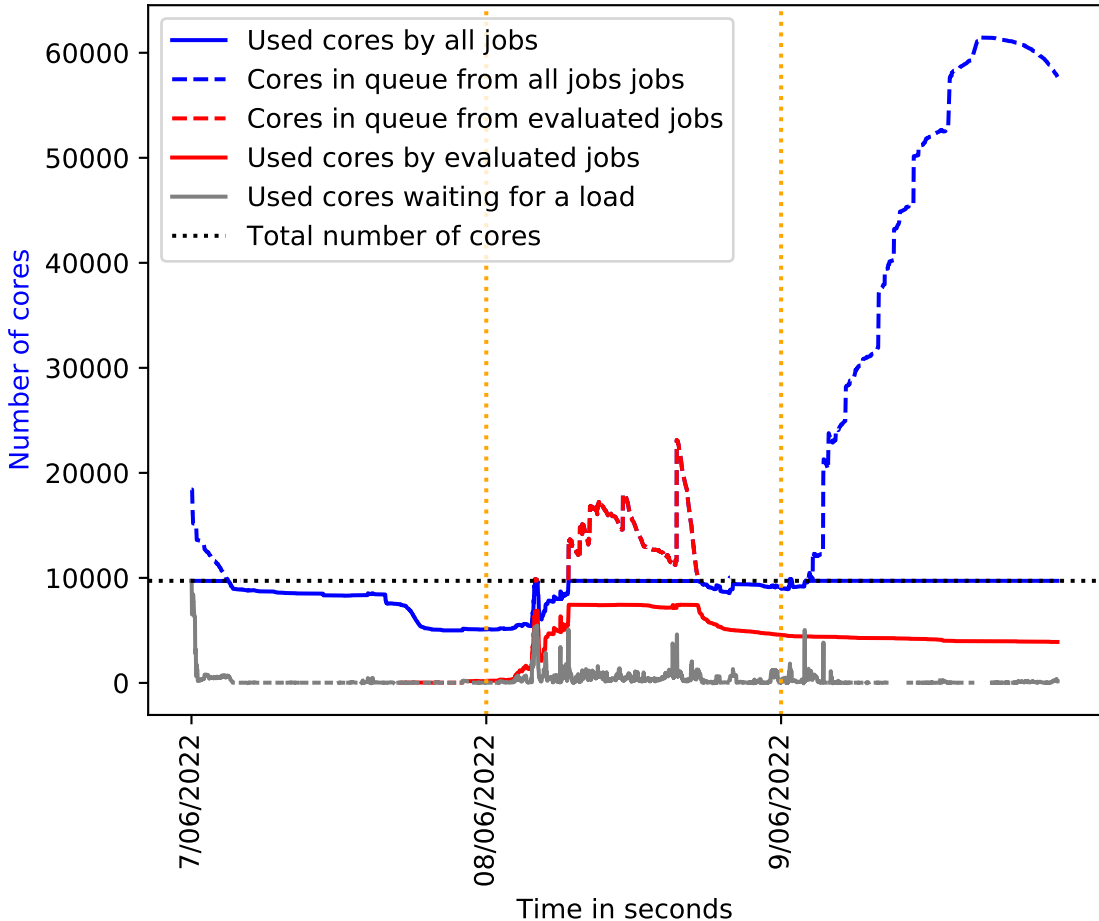 Used cores by all jobs
Cores in queue from all jobs jobs
Cores in queue from evaluated jobs
Used cores by evaluated jobs
Used cores waiting for a load
Total number of cores
Number of cores
60000
50000
40000
30000
20000
10000
0
7/06/2022
08/06/2022
9/06/2022
Time in seconds